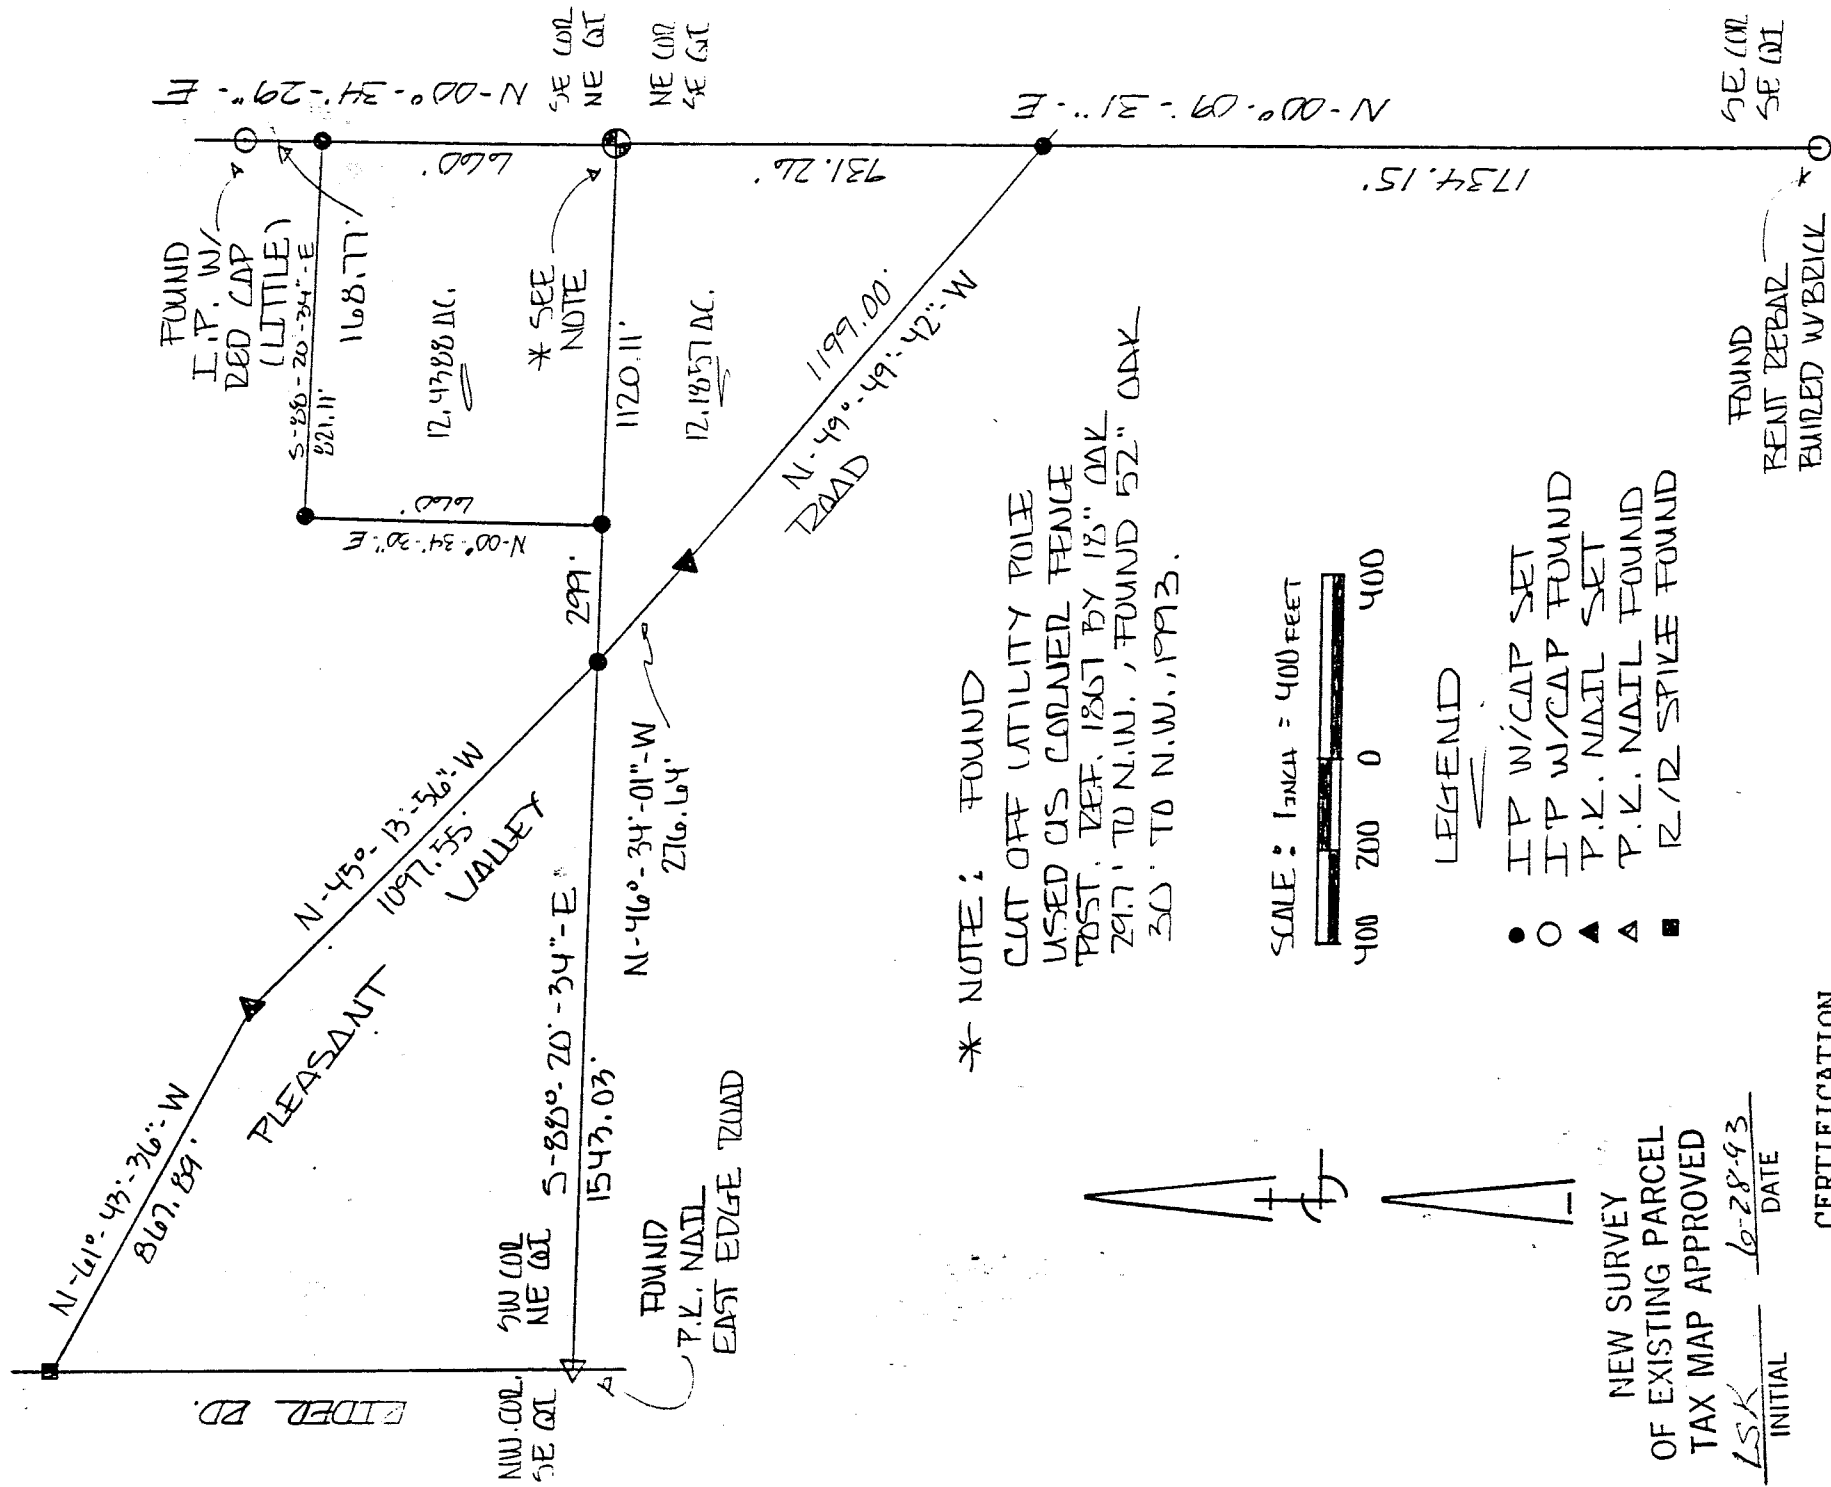 N-61°-43'-36"-W
867.89'
RIDER RD.
PLEASANT
N-45°-13'-56"-W
1097.55'
VALLEY
NW. COR.
SE QT
SW COR
NE QT
S-88°-20'-34"-E
1543.03'
FOUND
P.K. NAIL
EAST EDGE ROAD
N-46°-34'-01"-W
276.64'
299'
N-00°-34'-30"-E
660'
S-88-20-34"-E
821.11'
FOUND
I.P. W/
RED CAP
(LITTLE)
168.77'
12.4388 AC.
* SEE
NOTE
1120.11'
12.1857 AC.
660'
N-00°-34'-29"-E
SE COR
NE QT
NE COR
SE QT
931.26'
N-00°-09'-31"-E
1199.00'
N-49°-49'-42"-W
ROAD
1734.15'
SE COR
SE QT
FOUND
BENT REBAR
BUIRED W/BRICK
* NOTE: FOUND
CUT OFF UTILITY POLE
USED AS CORNER FENCE
POST. REF. 1867 BY 18" OAK
29.7' TO N.W., FOUND 52" OAK
30' TO N.W., 1993.
SCALE: 1 INCH = 400 FEET
400 200 0 400
LEGEND
● IP W/CAP SET
○ IP W/CAP FOUND
▲ P.K. NAIL SET
△ P.K. NAIL FOUND
■ R/R SPIKE FOUND
NEW SURVEY
OF EXISTING PARCEL
TAX MAP APPROVED
LSK 6-28-93
INITIAL DATE
CERTIFICATION